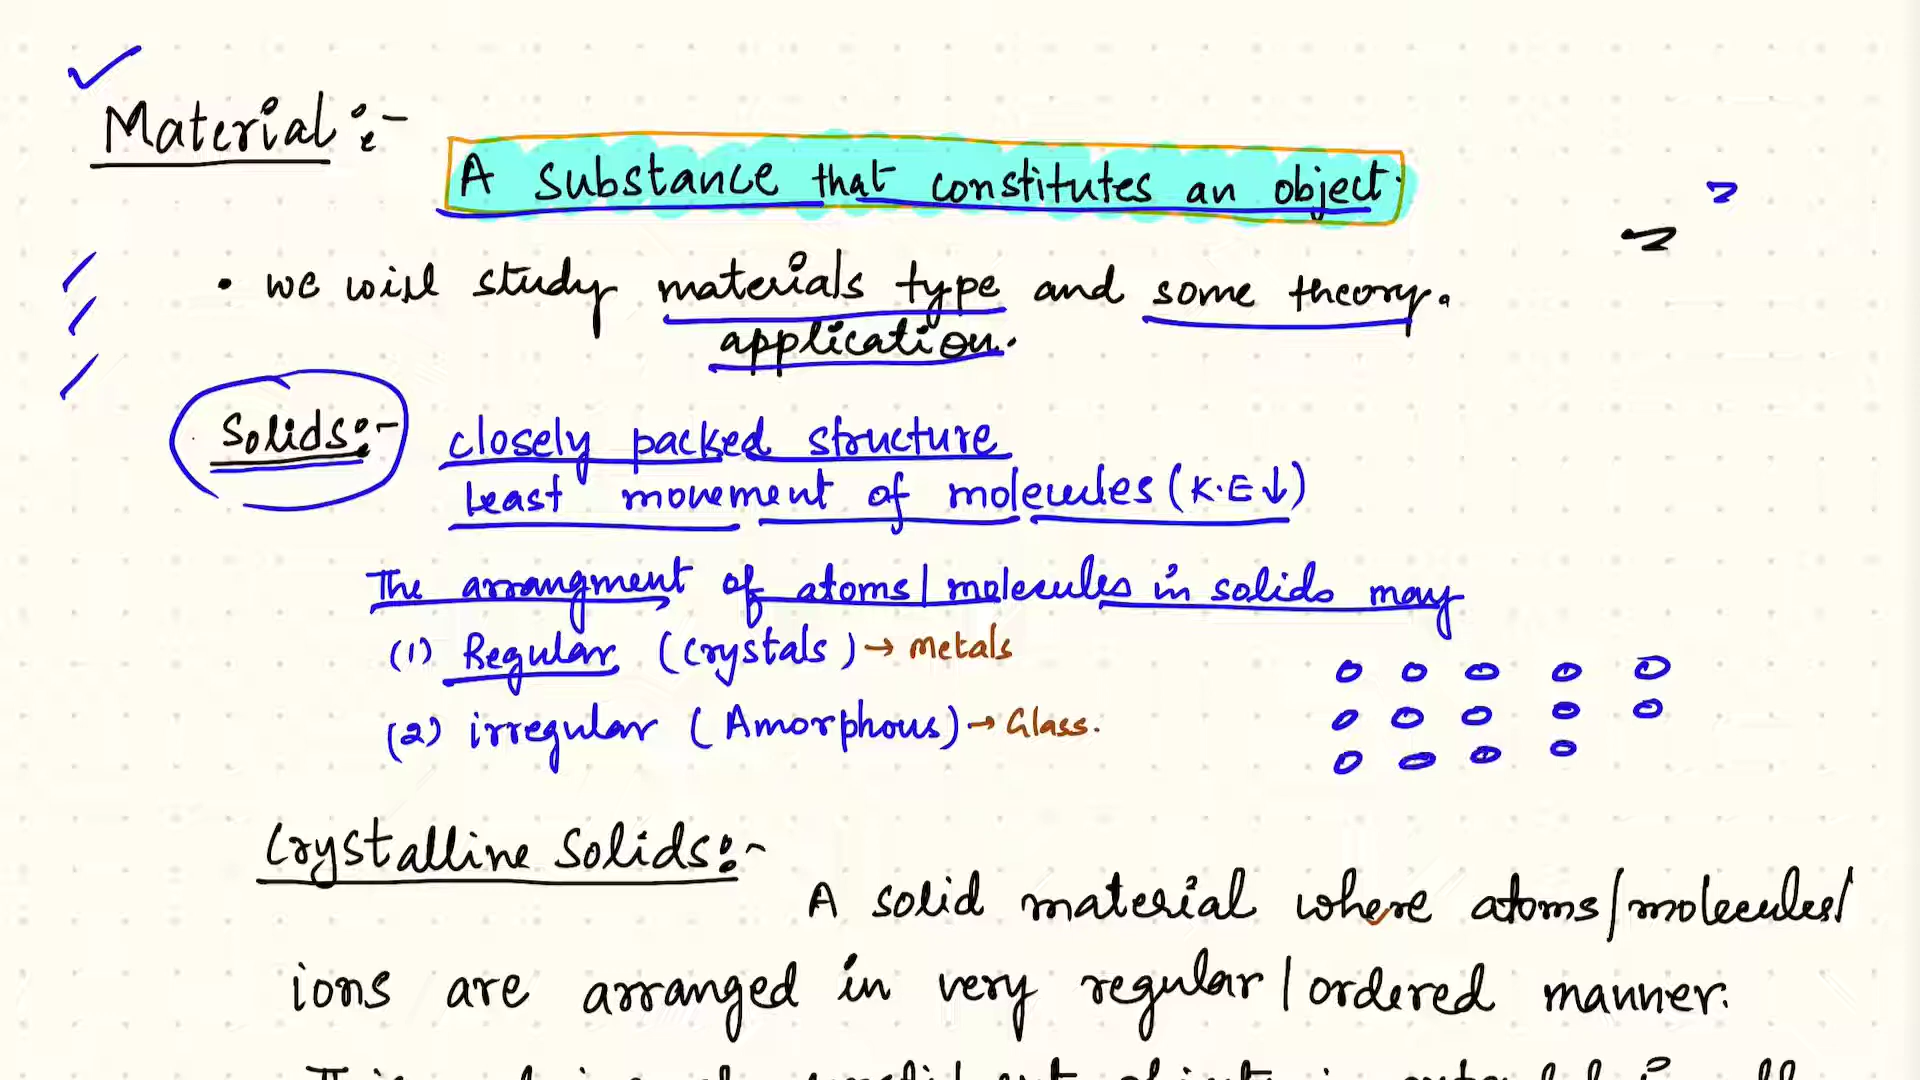 Material :-
A substance that constitutes an object.
• we will study materials type and some theory.
application.
Solids:-
closely packed structure
least movement of molecules (K.E↓)
The arrangment of atoms/molecules in solids may
(1) Regular (crystals) → metals
(2) irregular (Amorphous) → Glass.
Crystalline Solids:-
A solid material where atoms/molecules/
ions are arranged in very regular/ordered manner.